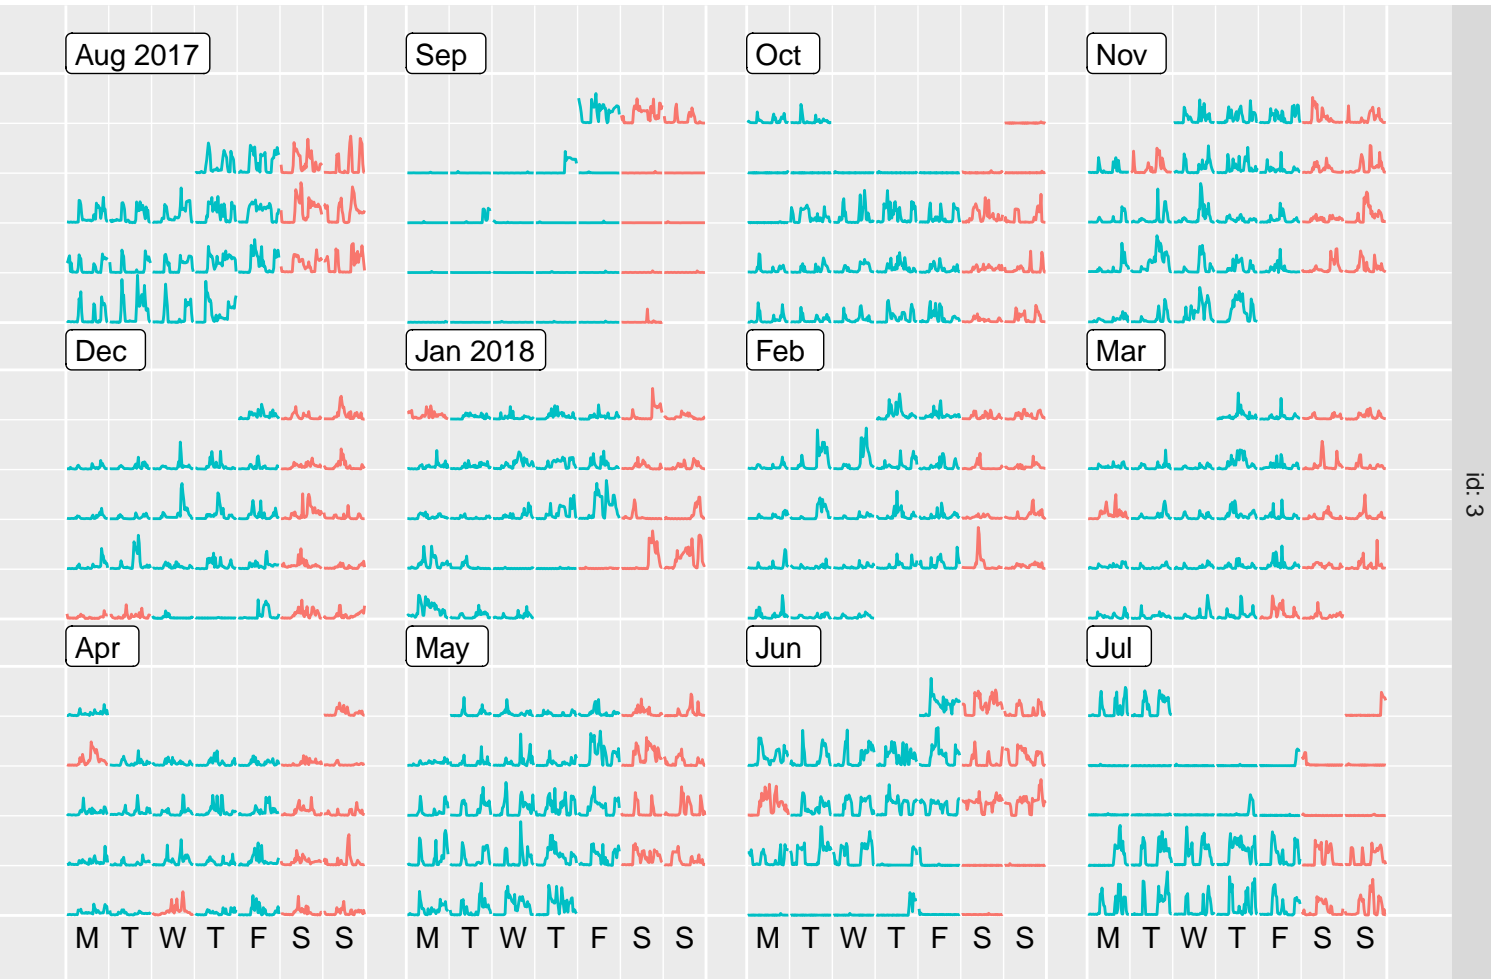 Aug 2017
Sep
Oct
Nov
Dec
Jan 2018
Feb
Mar
Apr
May
Jun
Jul
M T W T F S S
M T W T F S S
M T W T F S S
M T W T F S S
id: 3